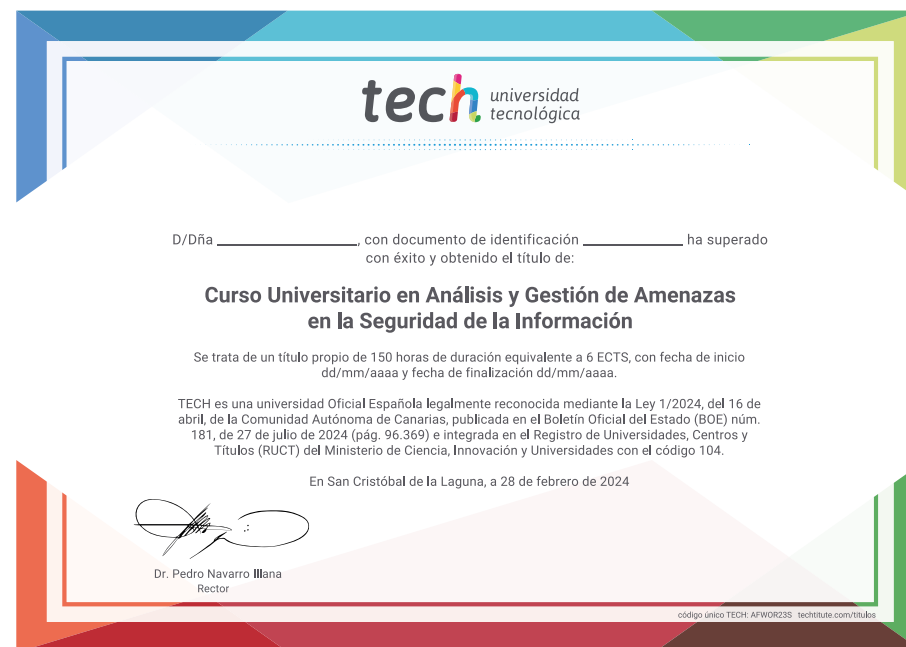 tech universidad
tecnológica
D/Dña ____________________, con documento de identificación ______________ ha superado
con éxito y obtenido el título de:
Curso Universitario en Análisis y Gestión de Amenazas
en la Seguridad de la Información
Se trata de un título propio de 150 horas de duración equivalente a 6 ECTS, con fecha de inicio
dd/mm/aaaa y fecha de finalización dd/mm/aaaa.
TECH es una universidad Oficial Española legalmente reconocida mediante la Ley 1/2024, del 16 de
abril, de la Comunidad Autónoma de Canarias, publicada en el Boletín Oficial del Estado (BOE) núm.
181, de 27 de julio de 2024 (pág. 96.369) e integrada en el Registro de Universidades, Centros y
Títulos (RUCT) del Ministerio de Ciencia, Innovación y Universidades con el código 104.
En San Cristóbal de la Laguna, a 28 de febrero de 2024
Dr. Pedro Navarro Illana
Rector
código único TECH: AFWOR23S techtitute.com/titulos